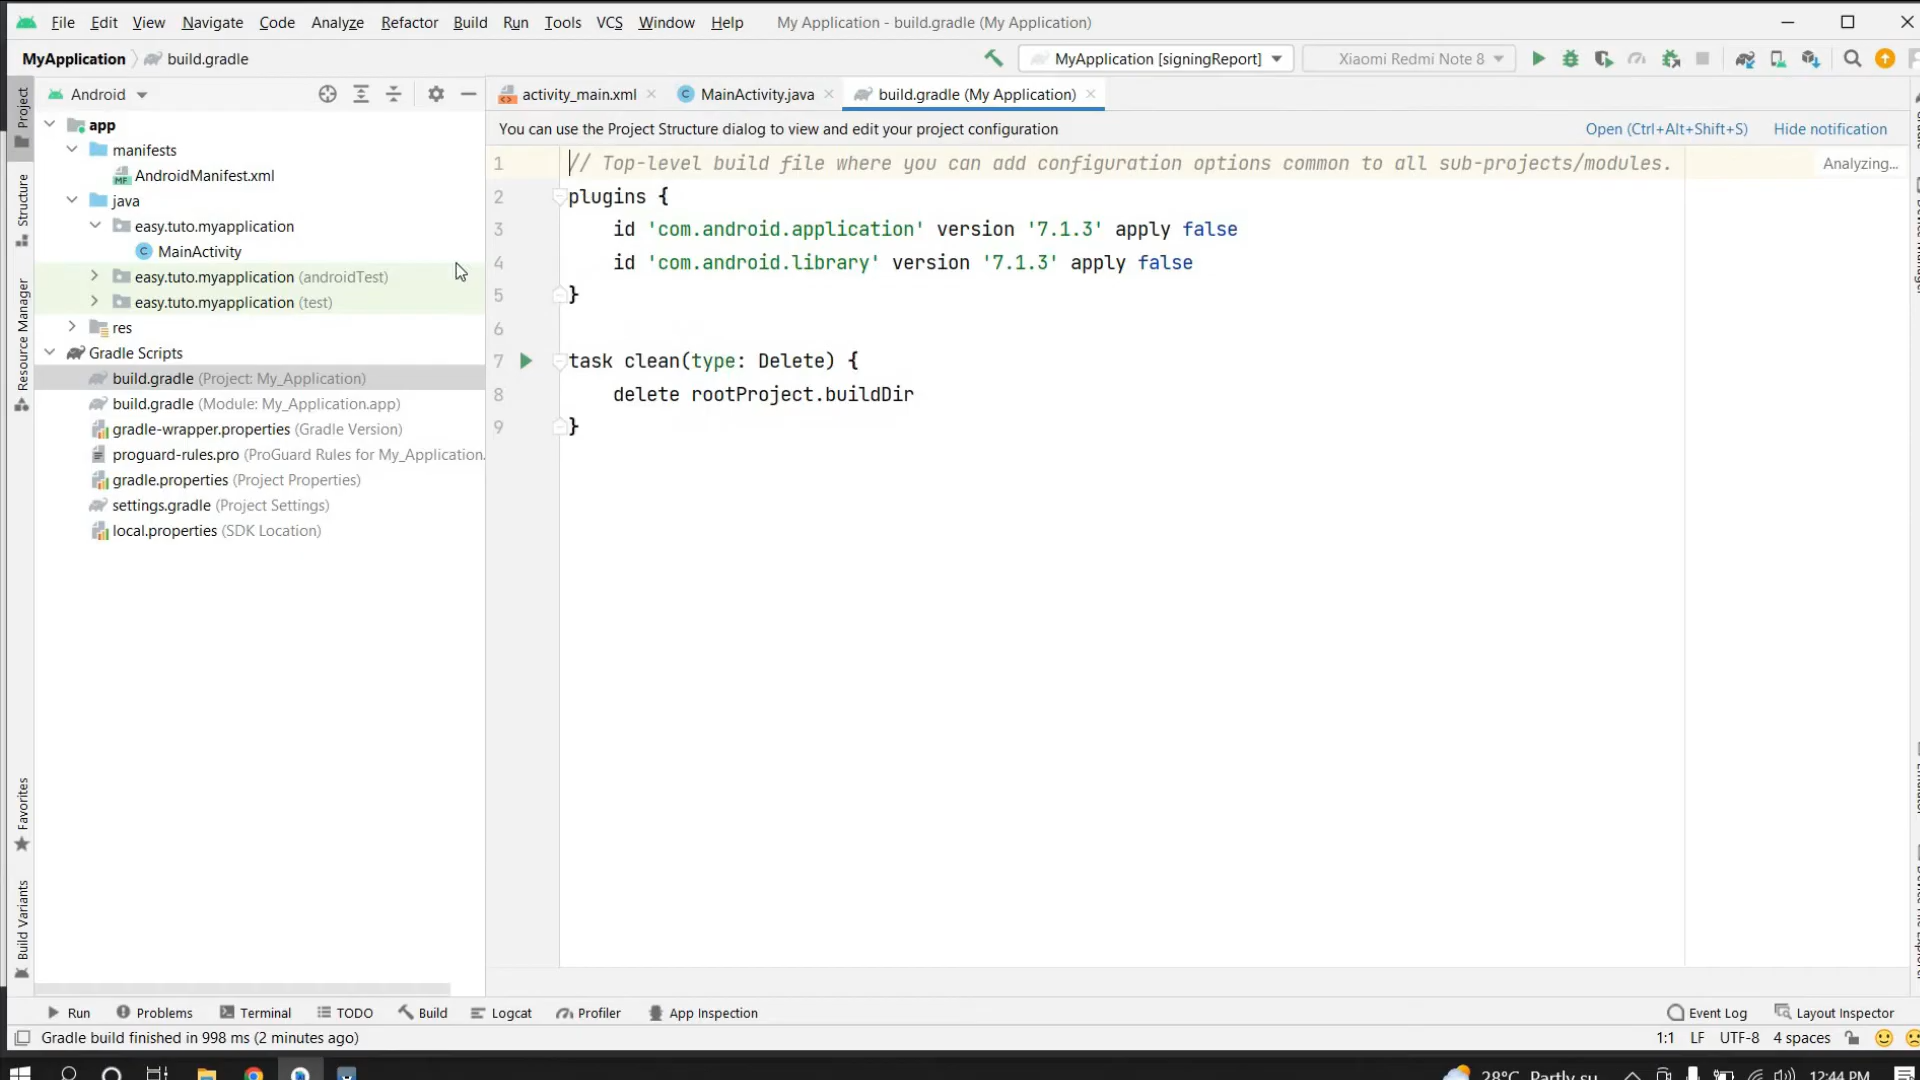 File Edit View Navigate Code Analyze Refactor Build Run Tools VCS Window Help My Application - build.gradle (My Application)
MyApplication build.gradle MyApplication [signingReport] Xiaomi Redmi Note 8
Project
Structure
Resource Manager
Favorites
Build Variants
Android
app
manifests
AndroidManifest.xml
java
easy.tuto.myapplication
MainActivity
easy.tuto.myapplication (androidTest)
easy.tuto.myapplication (test)
res
Gradle Scripts
build.gradle (Project: My_Application)
build.gradle (Module: My_Application.app)
gradle-wrapper.properties (Gradle Version)
proguard-rules.pro (ProGuard Rules for My_Application.
gradle.properties (Project Properties)
settings.gradle (Project Settings)
local.properties (SDK Location)
activity_main.xml MainActivity.java build.gradle (My Application)
You can use the Project Structure dialog to view and edit your project configuration Open (Ctrl+Alt+Shift+S) Hide notification
1 // Top-level build file where you can add configuration options common to all sub-projects/modules. Analyzing...
2 plugins {
3 id 'com.android.application' version '7.1.3' apply false
4 id 'com.android.library' version '7.1.3' apply false
5 }
6
7 task clean(type: Delete) {
8 delete rootProject.buildDir
9 }
Run Problems Terminal TODO Build Logcat Profiler App Inspection Event Log Layout Inspector
Gradle build finished in 998 ms (2 minutes ago) 1:1 LF UTF-8 4 spaces
28°C Partly su 12:44 PM